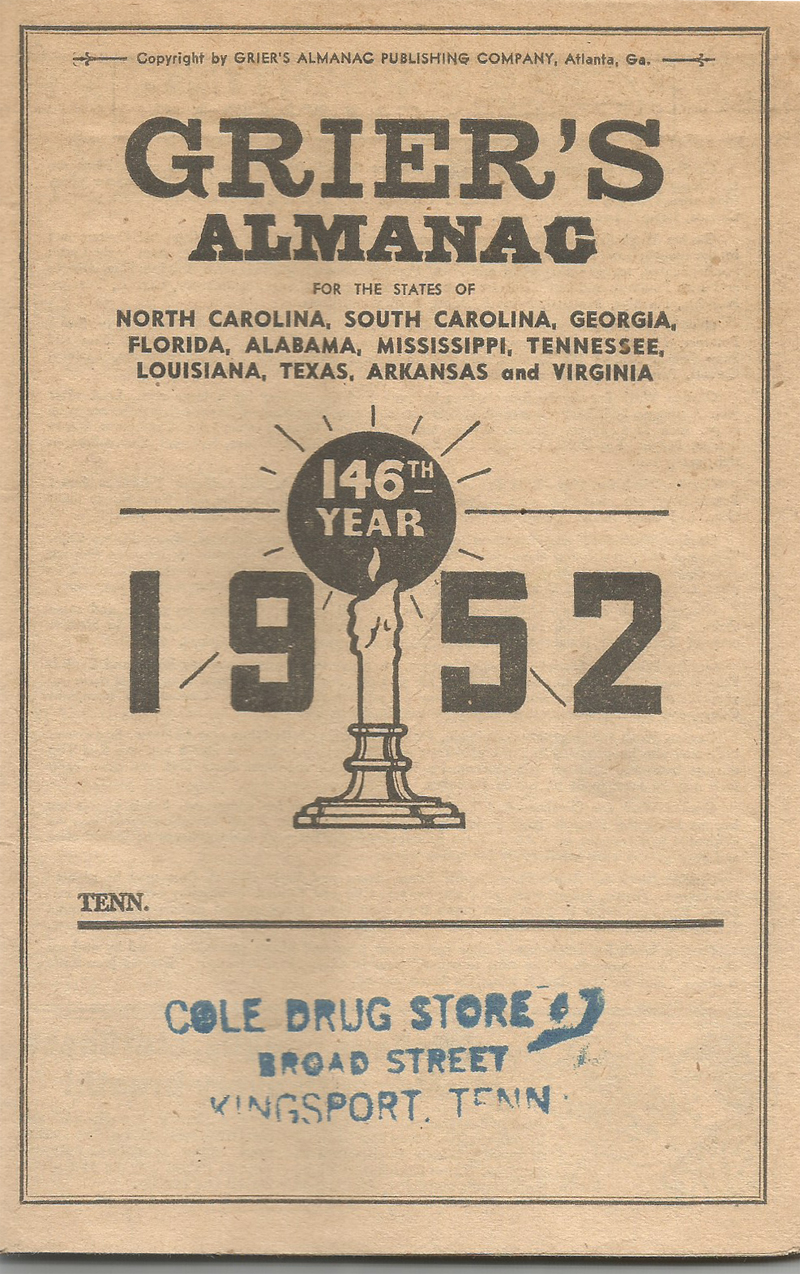 Copyright by GRIER'S ALMANAC PUBLISHING COMPANY, Atlanta, Ga.
GRIER'S
ALMANAC
FOR THE STATES OF
NORTH CAROLINA, SOUTH CAROLINA, GEORGIA,
FLORIDA, ALABAMA, MISSISSIPPI, TENNESSEE,
LOUISIANA, TEXAS, ARKANSAS and VIRGINIA
146TH
YEAR
1952
TENN.
COLE DRUG STORE
BROAD STREET
KINGSPORT, TENN.